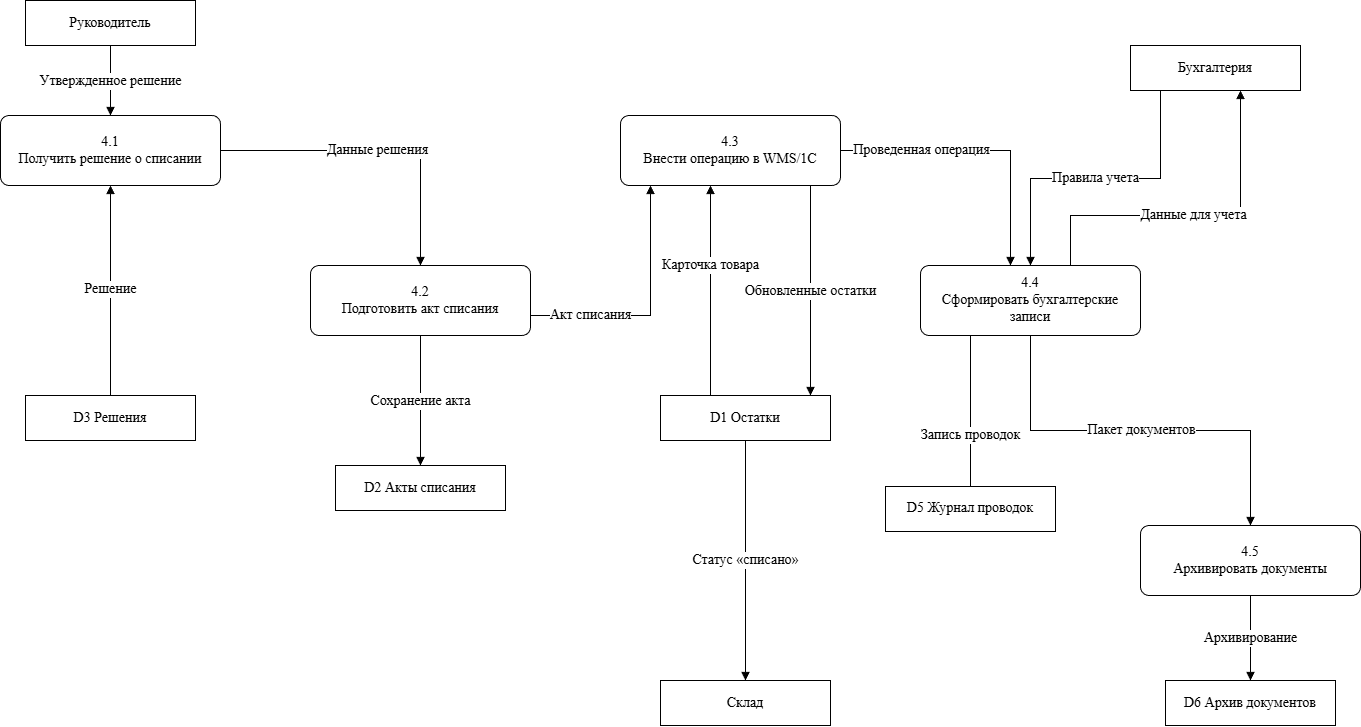 Руководитель
Утвержденное решение
4.1
Получить решение о списании
Данные решения
Решение
D3 Решения
4.2
Подготовить акт списания
Акт списания
Сохранение акта
D2 Акты списания
4.3
Внести операцию в WMS/1С
Проведенная операция
Карточка товара
Обновленные остатки
D1 Остатки
Статус «списано»
Склад
Бухгалтерия
Правила учета
Данные для учета
4.4
Сформировать бухгалтерские
записи
Запись проводок
Пакет документов
D5 Журнал проводок
4.5
Архивировать документы
Архивирование
D6 Архив документов